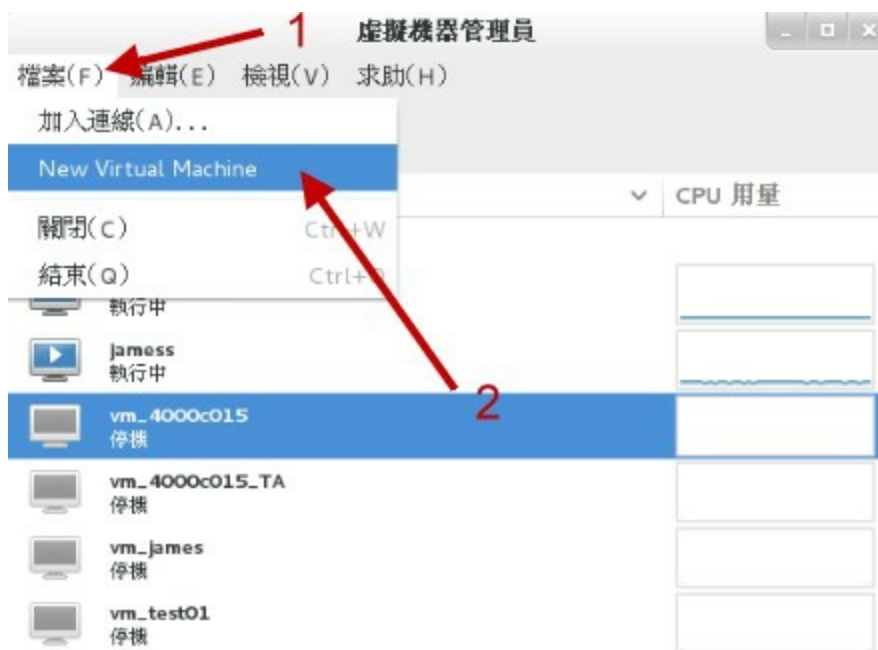 1
虛擬機器管理員
檔案(F) 編輯(E) 檢視(V) 求助(H)
加入連線(A)...
New Virtual Machine
CPU 用量
關閉(C) Ctrl+W
結束(Q) Ctrl+Q
執行中
jamess
執行中
2
vm_4000c015
停機
vm_4000c015_TA
停機
vm_james
停機
vm_test01
停機